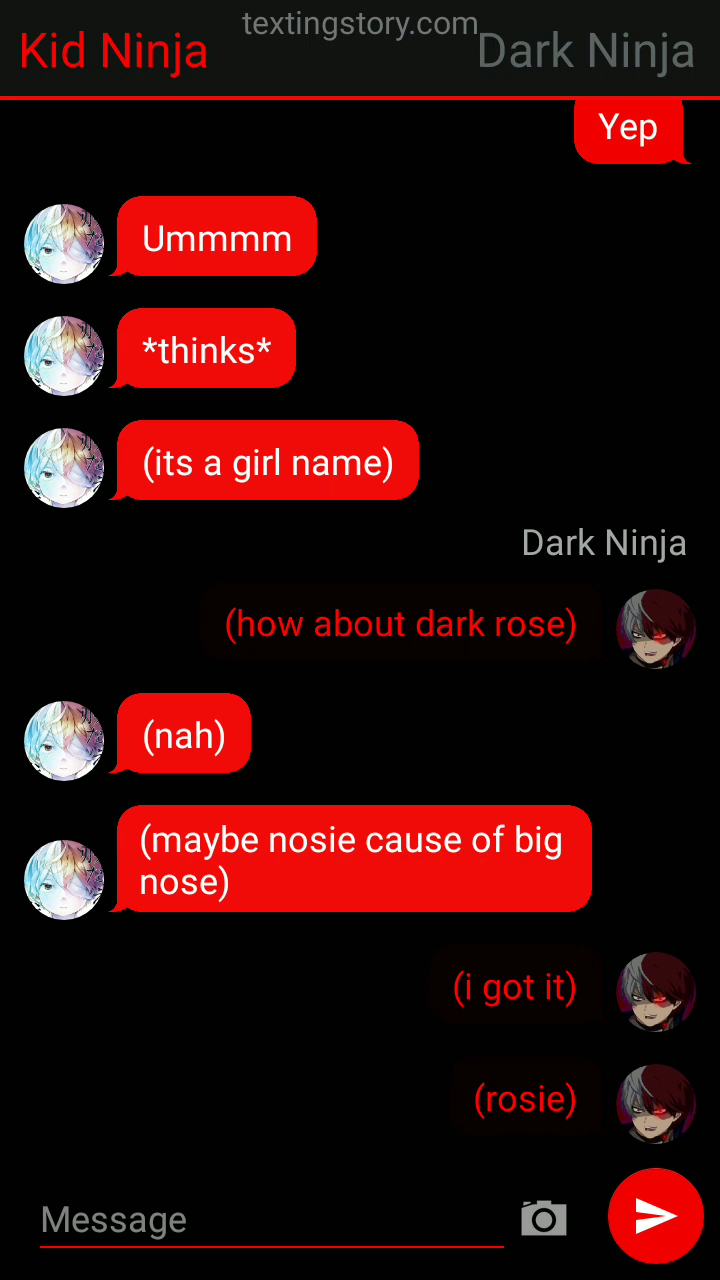 textingstory.com
Kid Ninja
Dark Ninja
Yep
Ummmm
*thinks*
(its a girl name)
Dark Ninja
(how about dark rose)
(nah)
(maybe nosie cause of big
nose)
(i got it)
(rosie)
Message